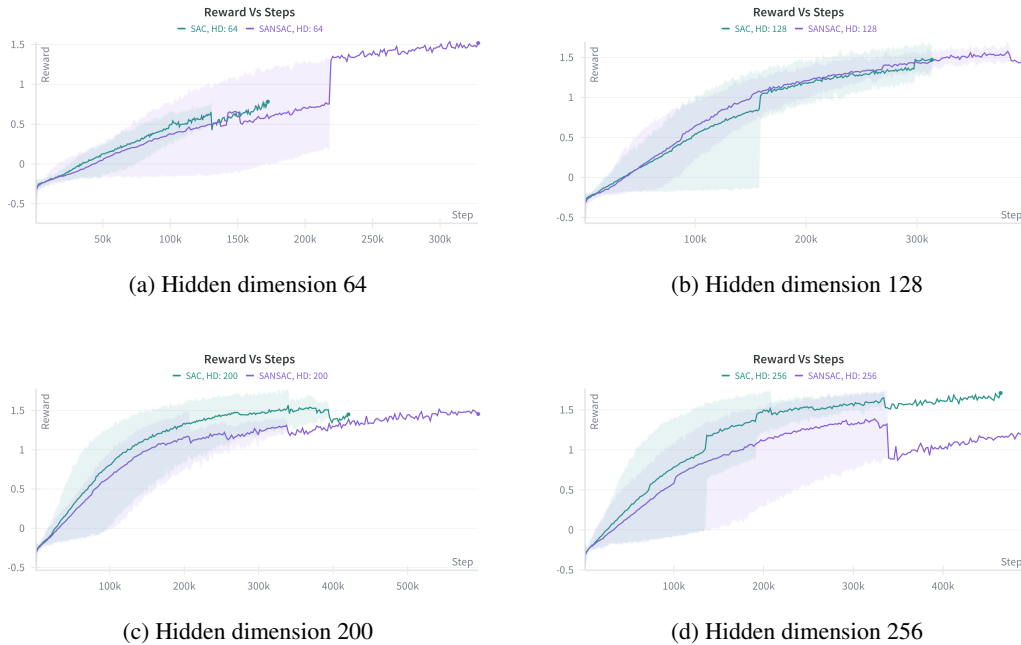 Reward Vs Steps
SAC, HD: 64 SANSAC, HD: 64
Reward
1.5
1
0.5
0
-0.5
Step
50k 100k 150k 200k 250k 300k
(a) Hidden dimension 64
Reward Vs Steps
SAC, HD: 128 SANSAC, HD: 128
Reward
1.5
1
0.5
0
-0.5
Step
100k 200k 300k
(b) Hidden dimension 128
Reward Vs Steps
SAC, HD: 200 SANSAC, HD: 200
Reward
1.5
1
0.5
0
-0.5
Step
100k 200k 300k 400k 500k
(c) Hidden dimension 200
Reward Vs Steps
SAC, HD: 256 SANSAC, HD: 256
Reward
1.5
1
0.5
0
-0.5
Step
100k 200k 300k 400k
(d) Hidden dimension 256